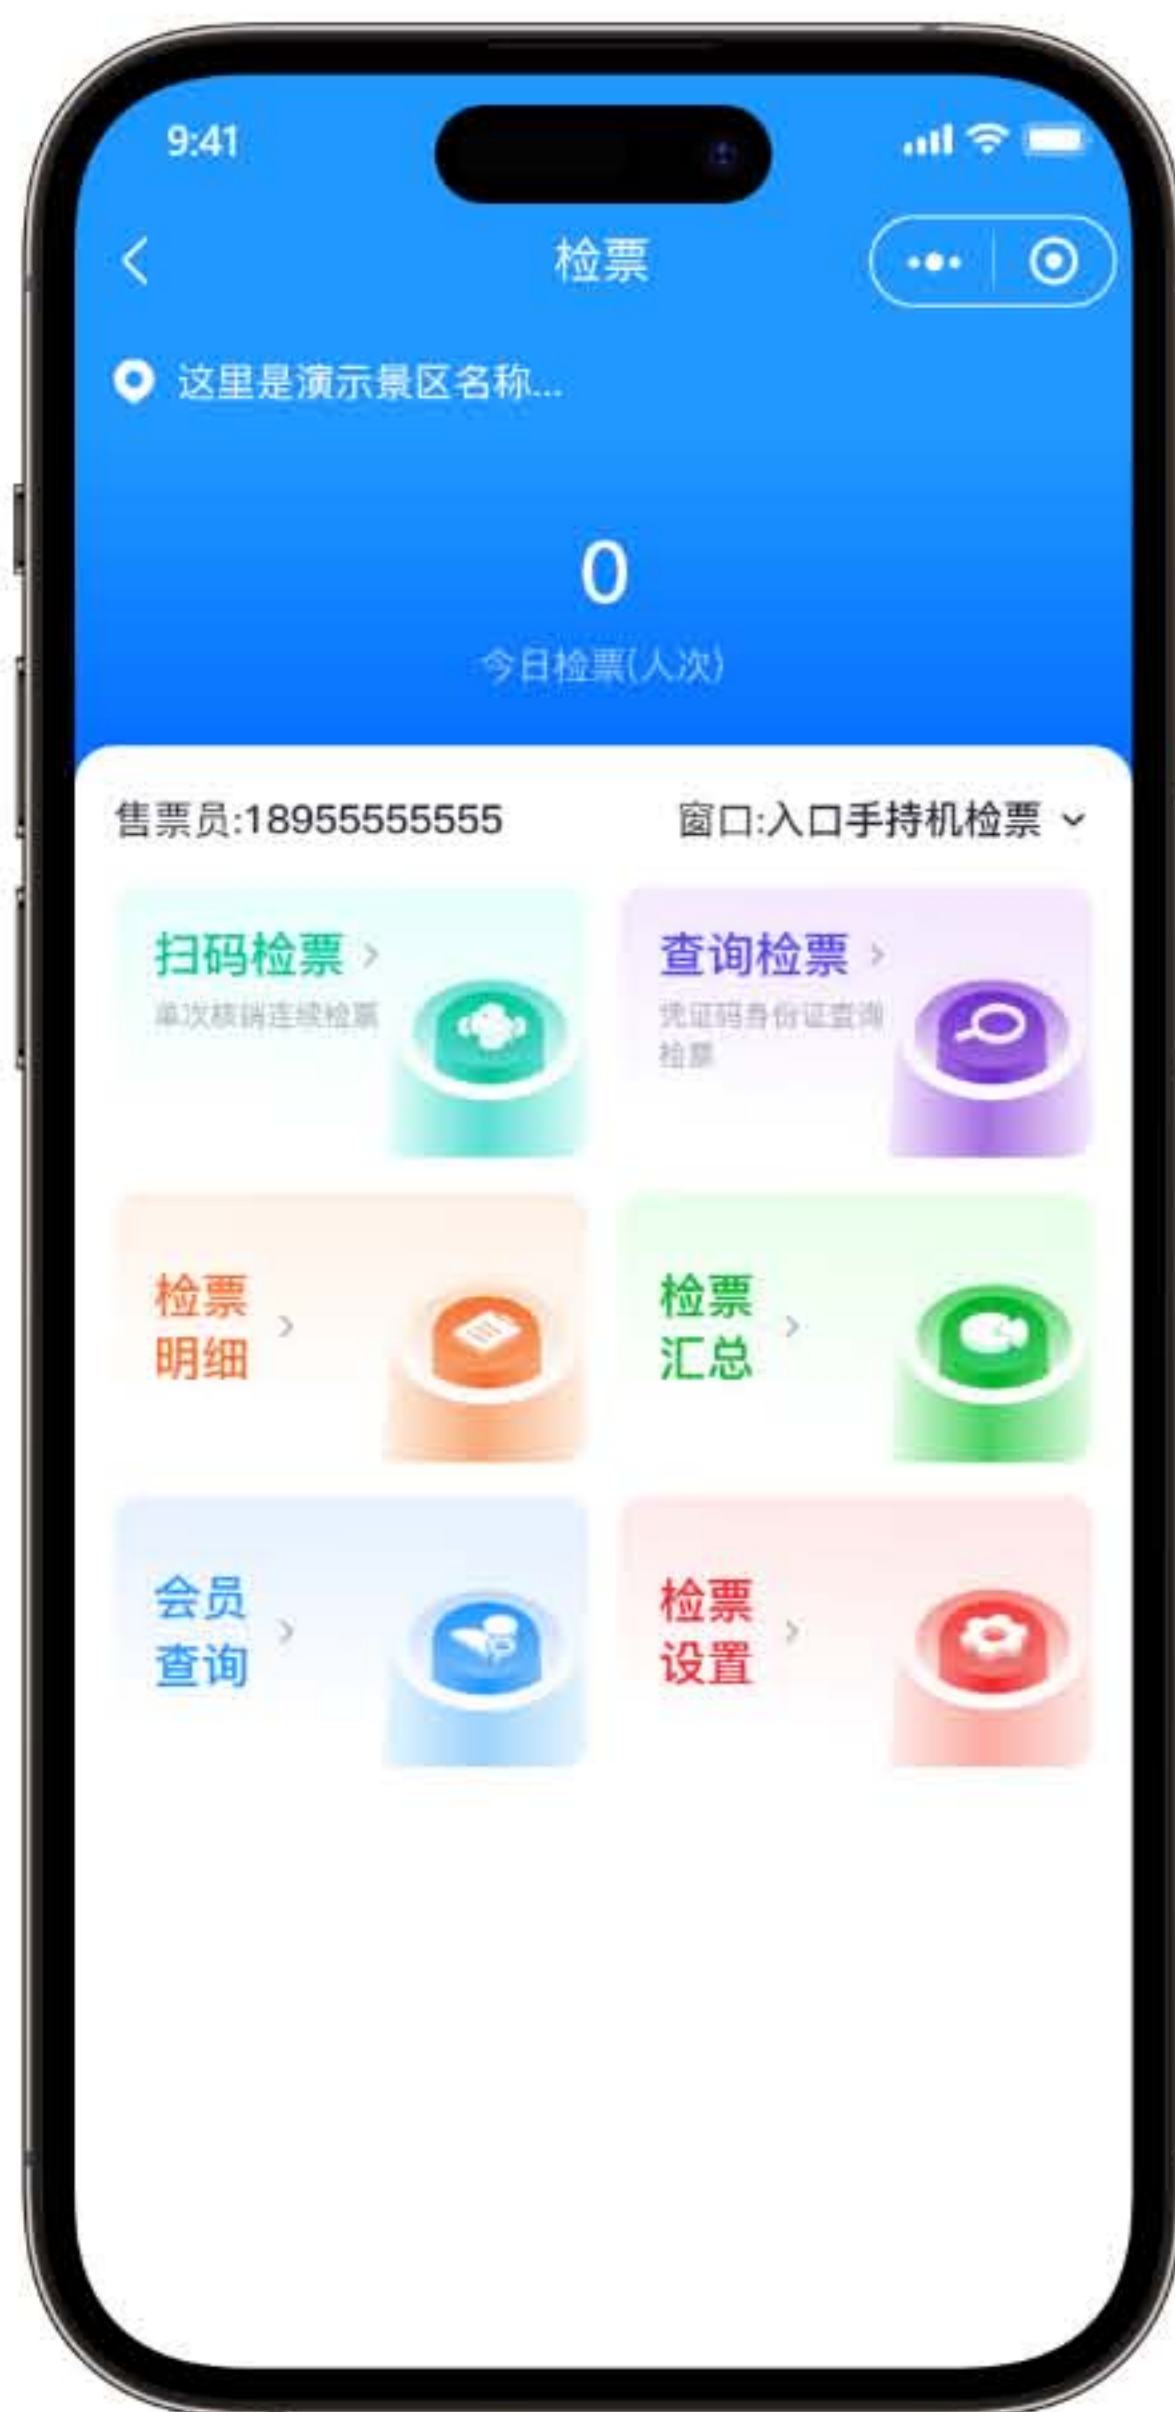 9:41
检票
这里是演示景区名称...
0
今日检票(人次)
售票员:18955555555
窗口:入口手持机检票
扫码检票
单次核销连续检票
查询检票
凭证码身份证查询
检票
检票
明细
检票
汇总
会员
查询
检票
设置